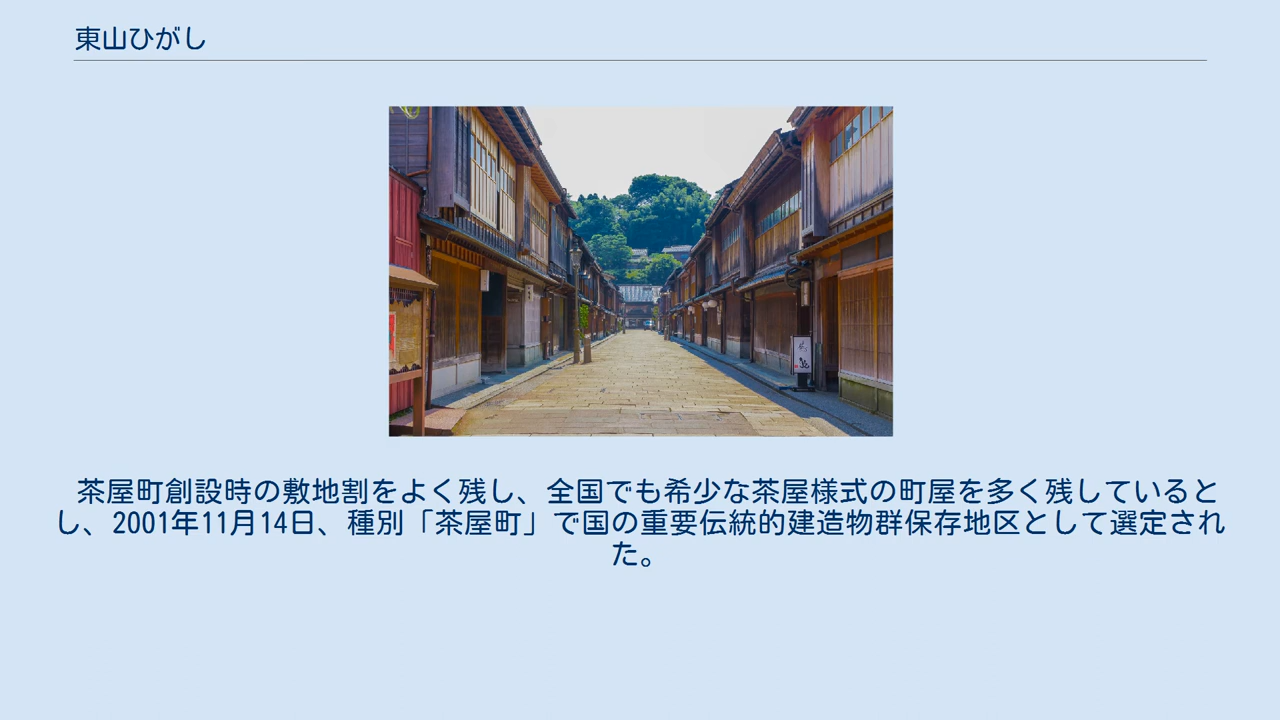 東山ひがし
茶屋町創設時の敷地割をよく残し、全国でも希少な茶屋様式の町屋を多く残していると
し、2001年11月14日、種別「茶屋町」で国の重要伝統的建造物群保存地区として選定され
た。